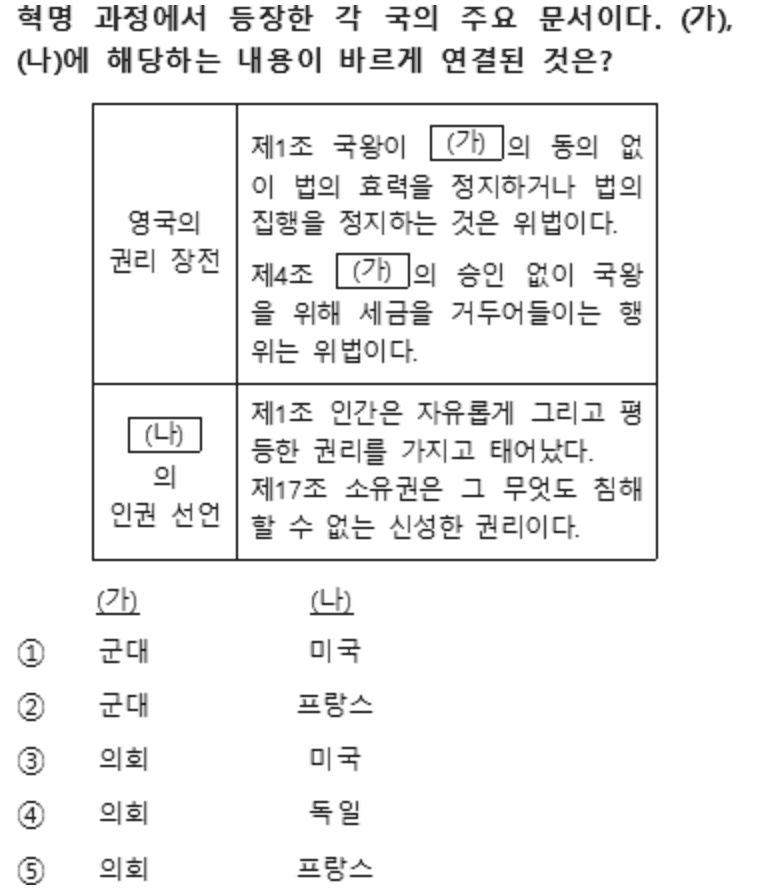 혁명 과정에서 등장한 각 국의 주요 문서이다. (가),
(나)에 해당하는 내용이 바르게 연결된 것은?
영국의
권리 장전
제1조 국왕이 (가)의 동의 없
이 법의 효력을 정지하거나 법의
집행을 정지하는 것은 위법이다.
제4조 (가)의 승인 없이 국왕
을 위해 세금을 거두어들이는 행
위는 위법이다.
(나)
의
인권 선언
제1조 인간은 자유롭게 그리고 평
등한 권리를 가지고 태어났다.
제17조 소유권은 그 무엇도 침해
할 수 없는 신성한 권리이다.
(가) (나)
① 군대 미국
② 군대 프랑스
③ 의회 미국
④ 의회 독일
⑤ 의회 프랑스